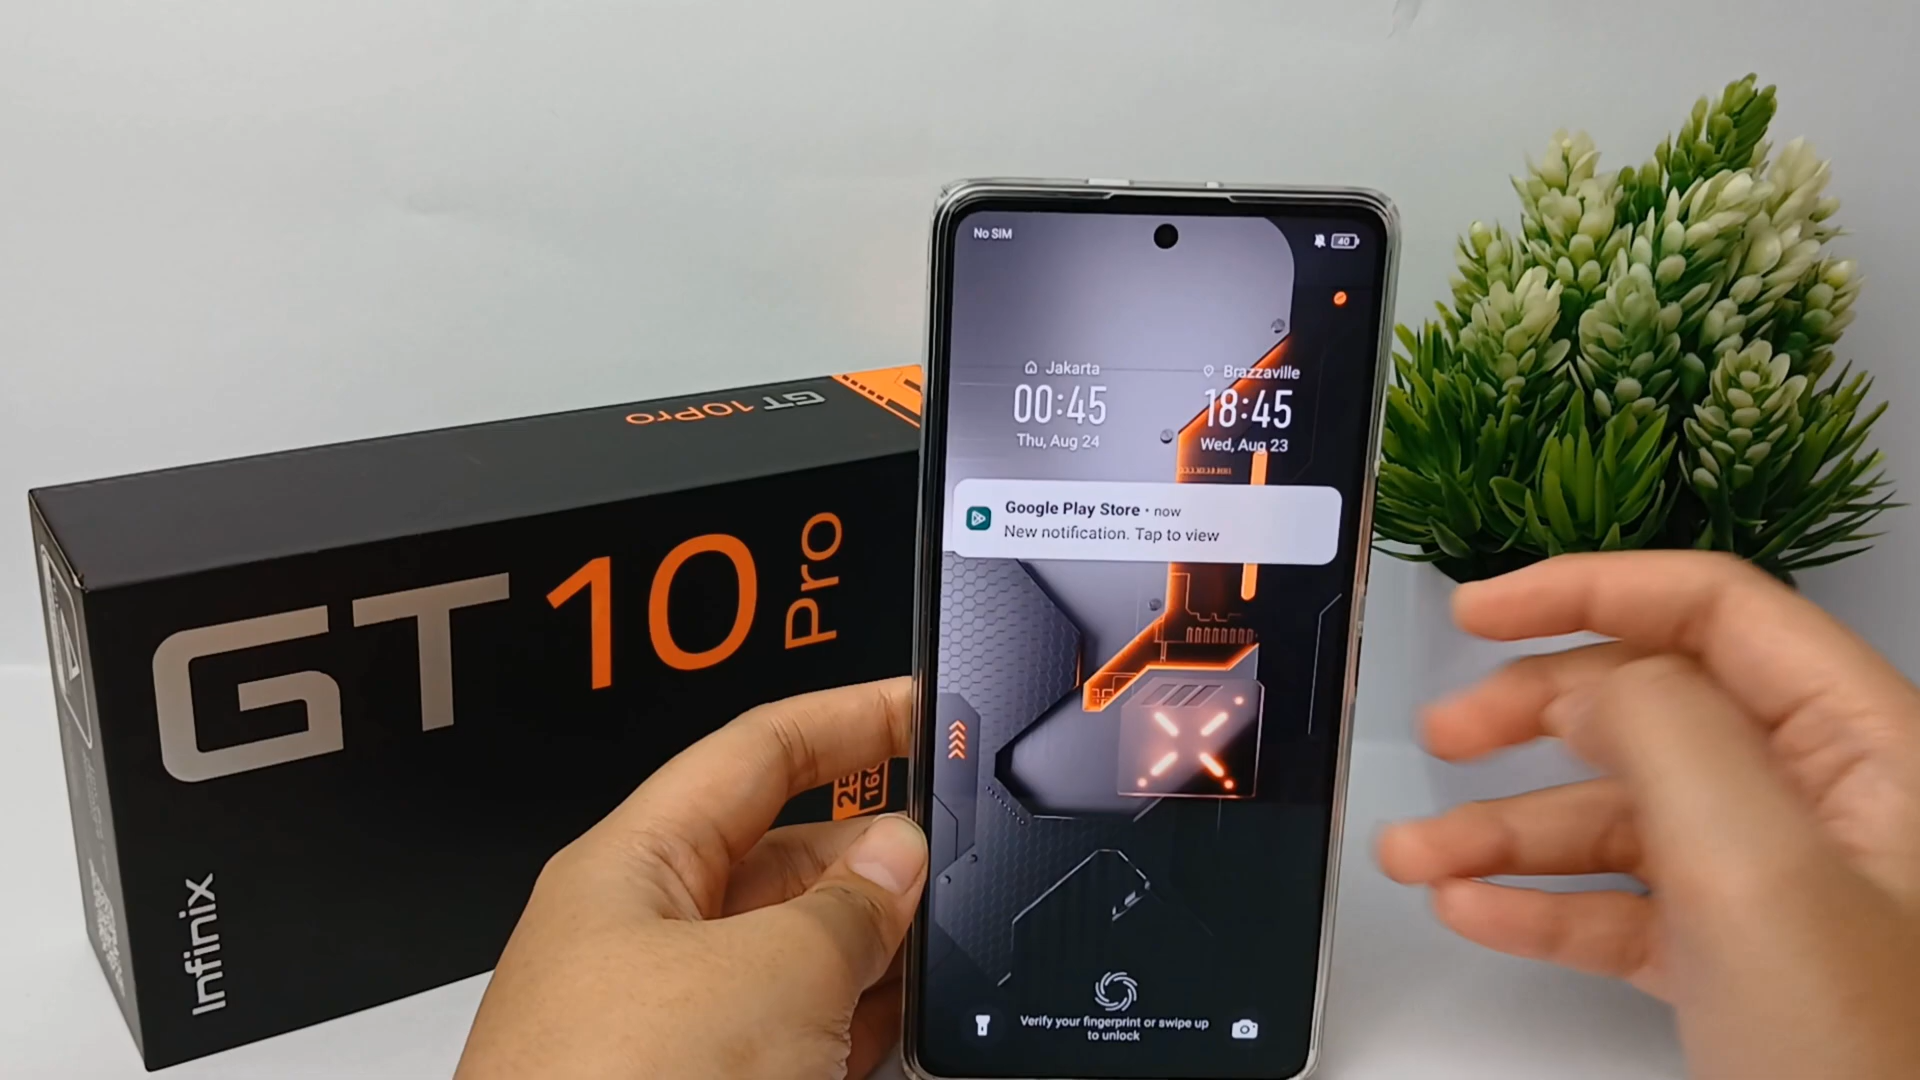 No SIM
40
Jakarta
00:45
Thu, Aug 24
Brazzaville
18:45
Wed, Aug 23
Google Play Store • now
New notification. Tap to view
Verify your fingerprint or swipe up
to unlock
GT 10Pro
GT 10 Pro
Infinix